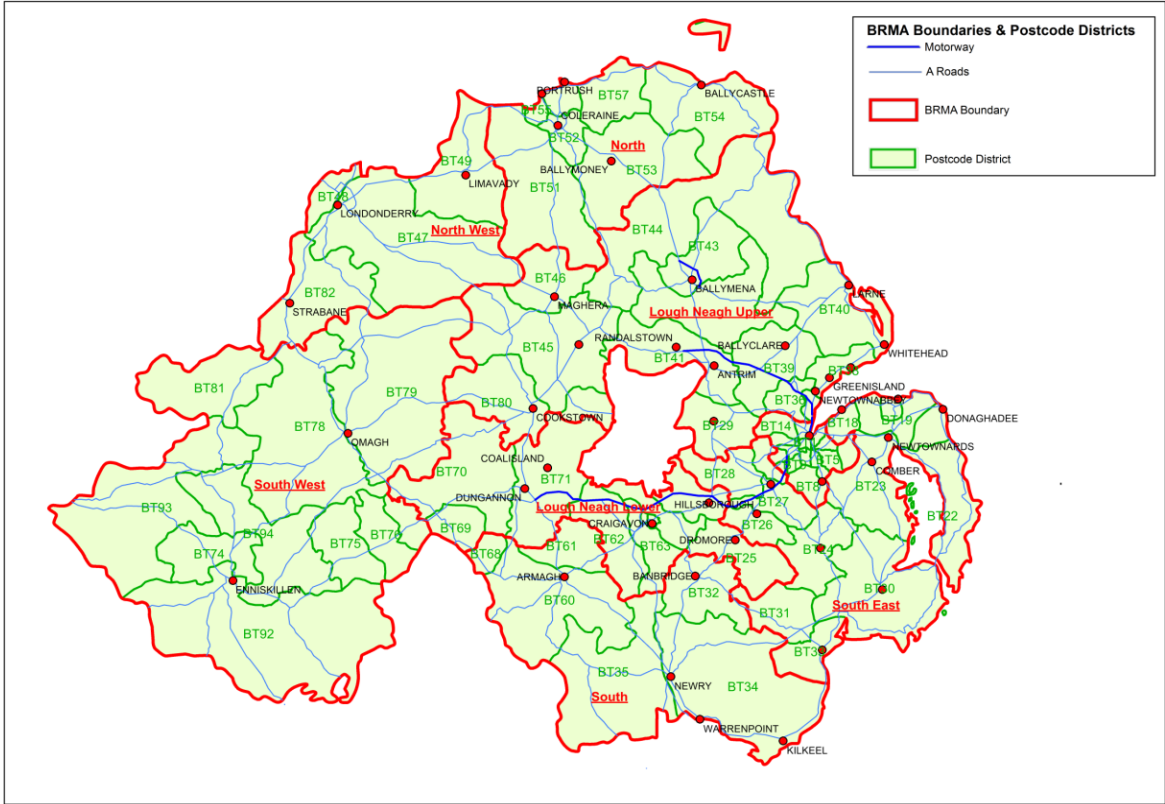 BRMA Boundaries & Postcode Districts
Motorway
A Roads
BRMA Boundary
Postcode District
PORTRUSH
BT57
BALLYCASTLE
BT55
COLERAINE
BT54
BT52
North
BT49
BALLYMONEY
BT53
LIMAVADY
BT51
BT48
LONDONDERRY
BT47
North West
BT44
BT43
BT46
BALLYMENA
LARNE
BT82
BT40
STRABANE
MAGHERA
Lough Neagh Upper
RANDALSTOWN
BT45
BT41
BALLYCLARE
WHITEHEAD
ANTRIM
BT39
BT81
BT79
GREENISLAND
BT36
NEWTOWNABBEY
BT80
COOKSTOWN
BT18
BT19
DONAGHADEE
BT78
BT29
BT14
OMAGH
NEWTOWNARDS
BT5
COALISLAND
BT70
BT71
BT28
COMBER
BT8
BT23
South West
DUNGANNON
Lough Neagh Lower
HILLSBOROUGH
BT27
BT93
BT22
BT94
BT75
BT76
BT69
CRAIGAVON
BT26
BT62
BT63
DROMORE
BT74
BT68
BT61
BT25
ENNISKILLEN
ARMAGH
BANBRIDGE
BT60
BT32
BT31
South East
BT92
BT35
NEWRY
BT34
South
WARRENPOINT
KILKEEL